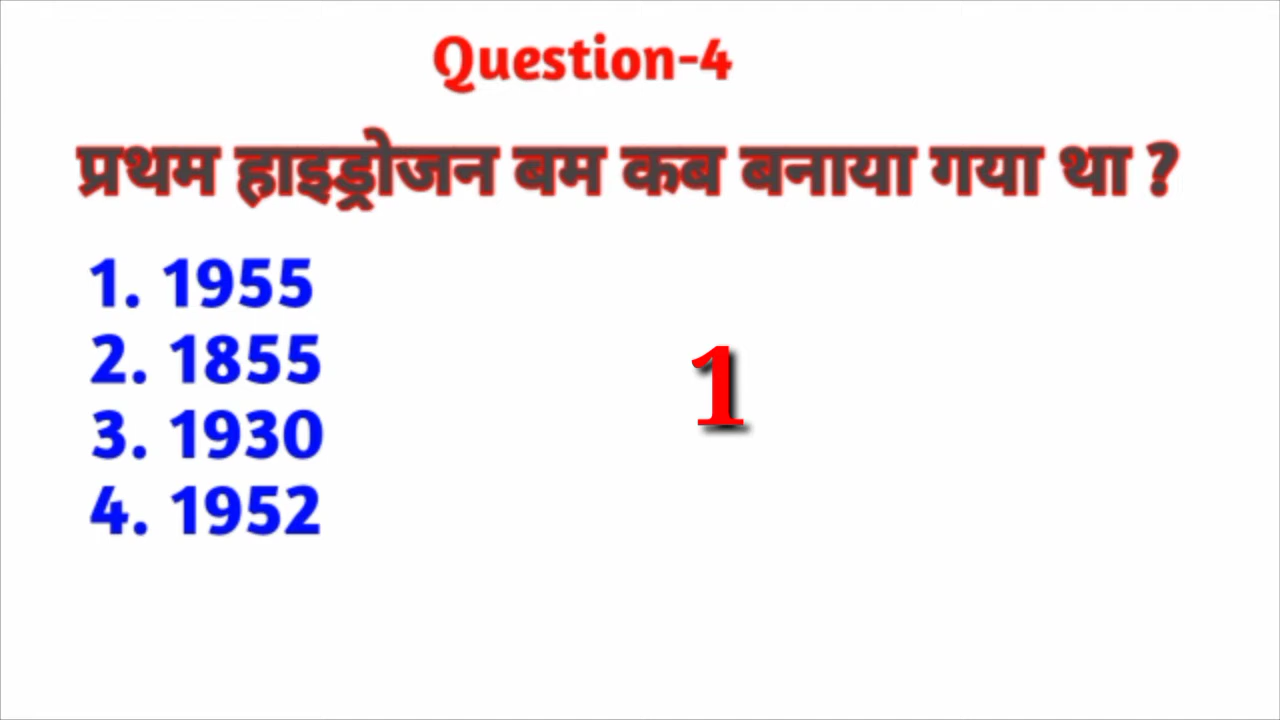 Question-4
प्रथम हाइड्रोजन बम कब बनाया गया था ?
1. 1955
2. 1855
1
3. 1930
4. 1952